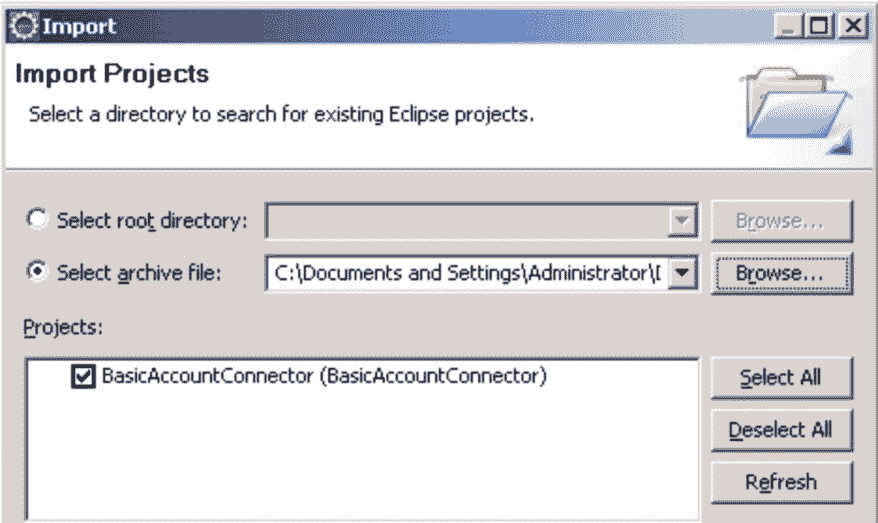 Import
Import Projects
Select a directory to search for existing Eclipse projects.
Select root directory:
Browse...
Select archive file: C:\Documents and Settings\Administrator\
Browse...
Projects:
BasicAccountConnector (BasicAccountConnector)
Select All
Deselect All
Refresh